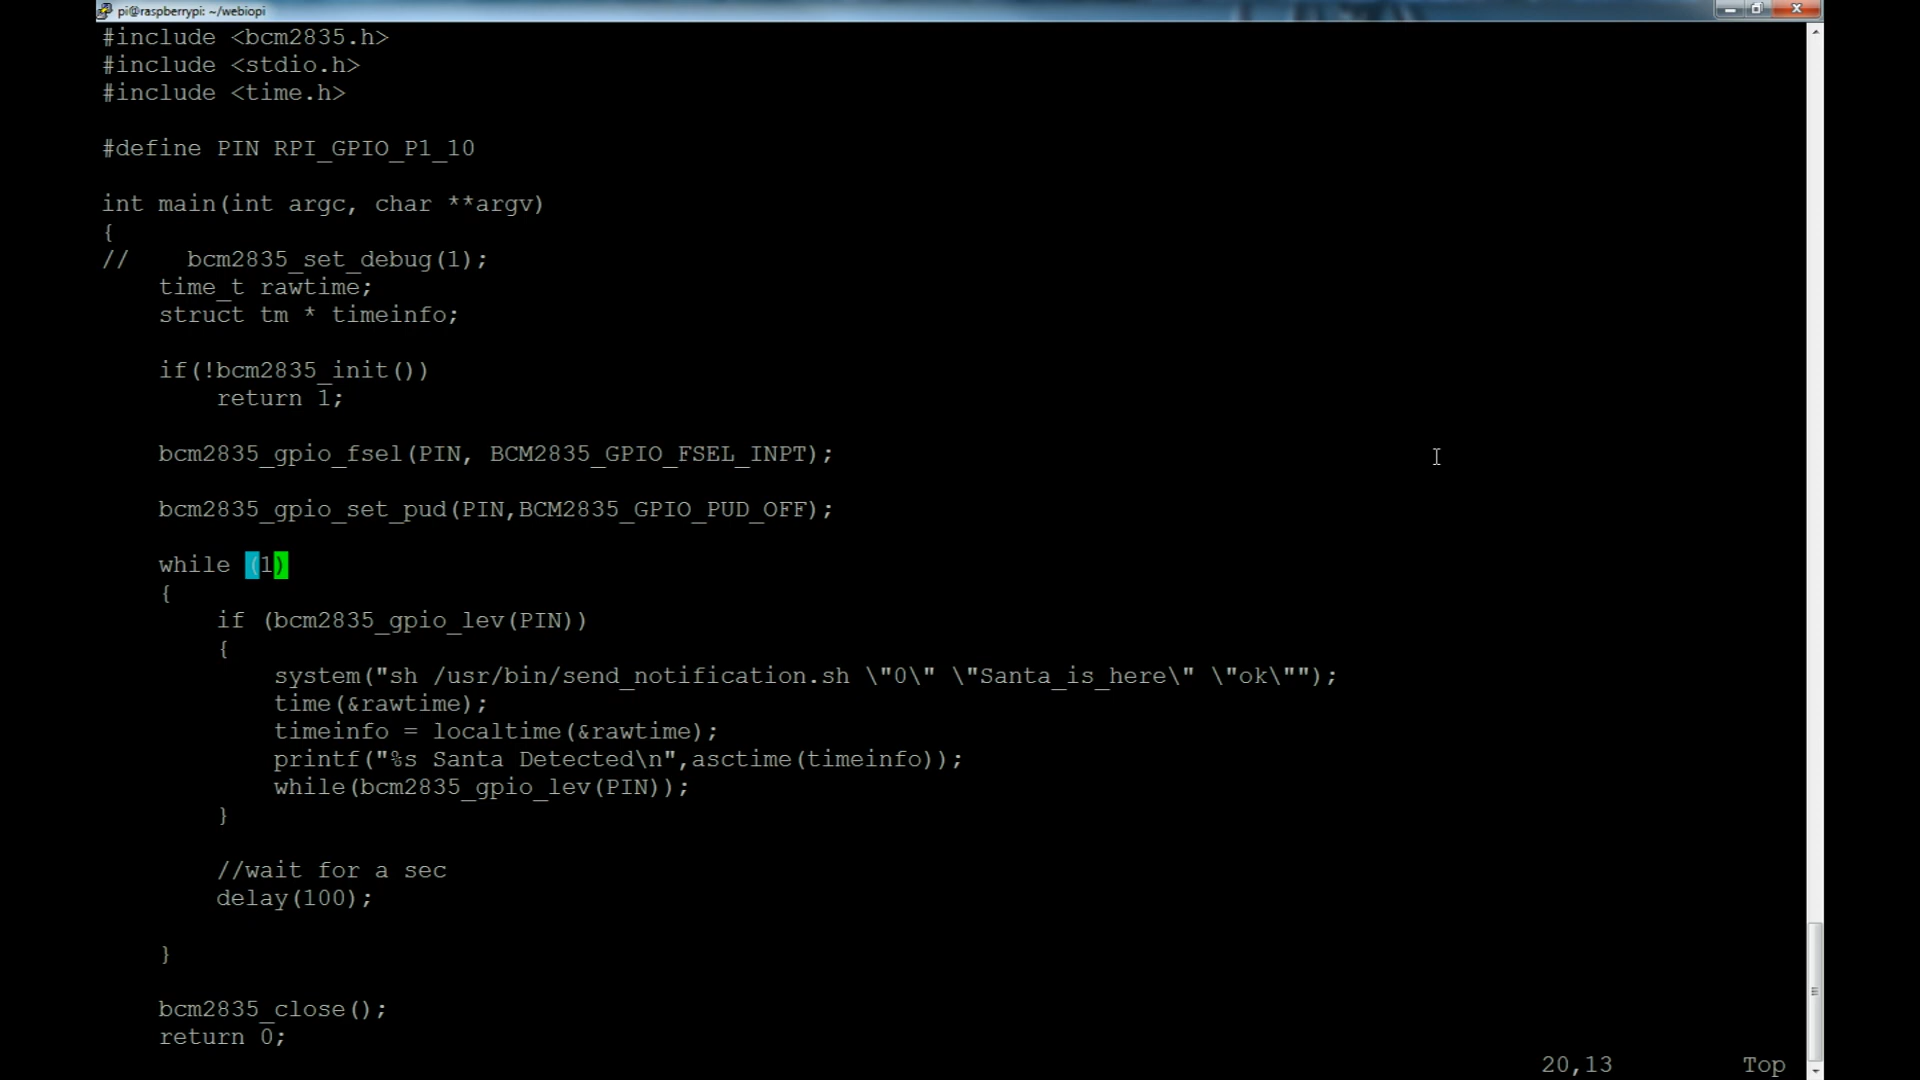 pi@raspberrypi: ~/webiopi
#include <bcm2835.h>
#include <stdio.h>
#include <time.h>
#define PIN RPI_GPIO_P1_10
int main(int argc, char **argv)
{
//    bcm2835_set_debug(1);
    time_t rawtime;
    struct tm * timeinfo;
    if(!bcm2835_init())
        return 1;
    bcm2835_gpio_fsel(PIN, BCM2835_GPIO_FSEL_INPT);
    bcm2835_gpio_set_pud(PIN,BCM2835_GPIO_PUD_OFF);
    while (1)
    {
        if (bcm2835_gpio_lev(PIN))
        {
            system("sh /usr/bin/send_notification.sh \"0\" \"Santa_is_here\" \"ok\"");
            time(&rawtime);
            timeinfo = localtime(&rawtime);
            printf("%s Santa Detected\n",asctime(timeinfo));
            while(bcm2835_gpio_lev(PIN));
        }
        //wait for a sec
        delay(100);
    }
    bcm2835_close();
    return 0;
20,13 Top